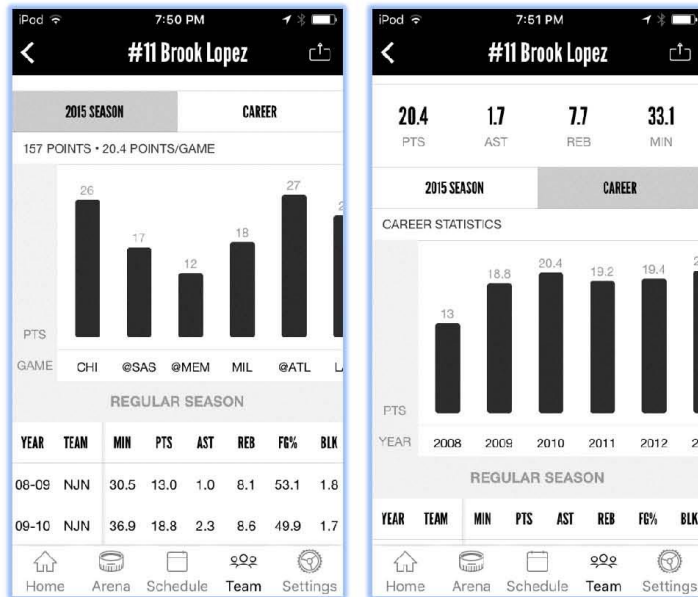 iPod 7:50 PM
#11 Brook Lopez
2015 SEASON CAREER
157 POINTS • 20.4 POINTS/GAME
26 17 12 18 27
PTS
GAME CHI @SAS @MEM MIL @ATL
REGULAR SEASON
YEAR TEAM MIN PTS AST REB FG% BLK
08-09 NJN 30.5 13.0 1.0 8.1 53.1 1.8
09-10 NJN 36.9 18.8 2.3 8.6 49.9 1.7
Home Arena Schedule Team Settings
iPod 7:51 PM
#11 Brook Lopez
20.4 1.7 7.7 33.1
PTS AST REB MIN
2015 SEASON CAREER
CAREER STATISTICS
13 18.8 20.4 19.2 19.4
PTS
YEAR 2008 2009 2010 2011 2012
REGULAR SEASON
YEAR TEAM MIN PTS AST REB FG% BLK
Home Arena Schedule Team Settings